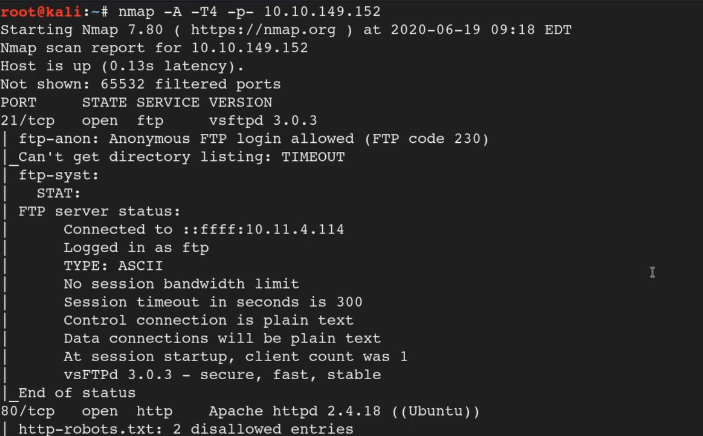 root@kali:~# nmap -A -T4 -p- 10.10.149.152
Starting Nmap 7.80 ( https://nmap.org ) at 2020-06-19 09:18 EDT
Nmap scan report for 10.10.149.152
Host is up (0.13s latency).
Not shown: 65532 filtered ports
PORT   STATE SERVICE VERSION
21/tcp open  ftp     vsftpd 3.0.3
| ftp-anon: Anonymous FTP login allowed (FTP code 230)
|_Can't get directory listing: TIMEOUT
| ftp-syst:
|   STAT:
| FTP server status:
|      Connected to ::ffff:10.11.4.114
|      Logged in as ftp
|      TYPE: ASCII
|      No session bandwidth limit
|      Session timeout in seconds is 300
|      Control connection is plain text
|      Data connections will be plain text
|      At session startup, client count was 1
|      vsFTPd 3.0.3 - secure, fast, stable
|_End of status
80/tcp open  http    Apache httpd 2.4.18 ((Ubuntu))
| http-robots.txt: 2 disallowed entries